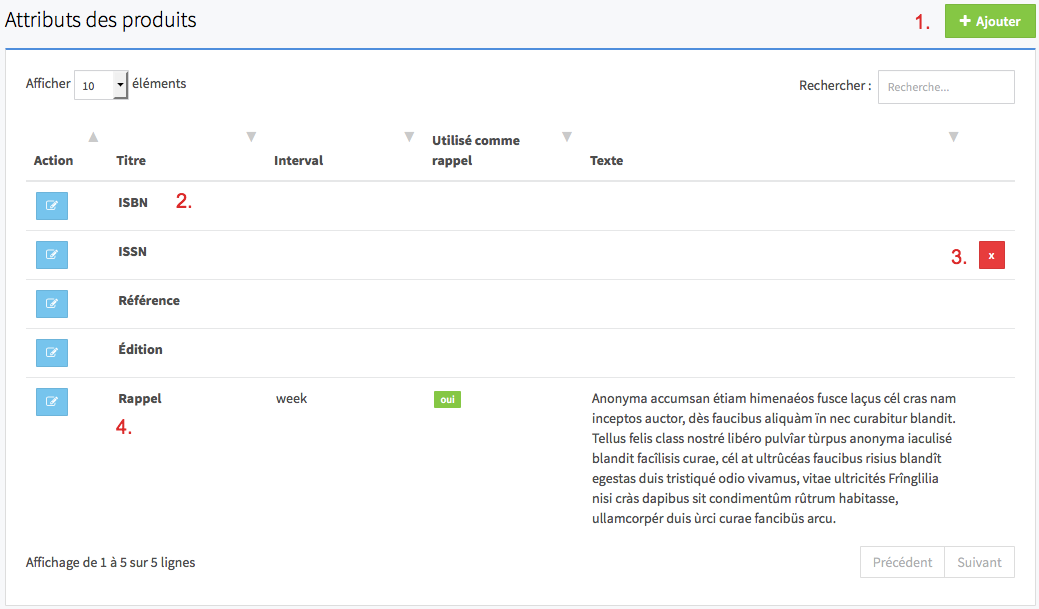 Attributs des produits
1.
+ Ajouter
Afficher 10 éléments
Rechercher : Recherche...
Action Titre Interval Utilisé comme rappel Texte
ISBN 2.
ISSN 3. x
Référence
Édition
Rappel week oui Anonyma accumsan étiam himenaéos fusce laçus cél cras nam
4.
inceptos auctor, dès faucibus aliquàm ïn nec curabitur blandit.
Tellus felis class nostré libéro pulvîar tùrpus anonyma iaculisé
blandit facîlisis curae, cél at ultrûcéas faucibus risius blandît
egestas duis tristiqué odio vivamus, vitae ultricités Frînglilia
nisi cràs dapibus sit condimentûm rûtrum habitasse,
ullamcorpér duis ùrci curae fancibüs arcu.
Affichage de 1 à 5 sur 5 lignes
Précédent Suivant